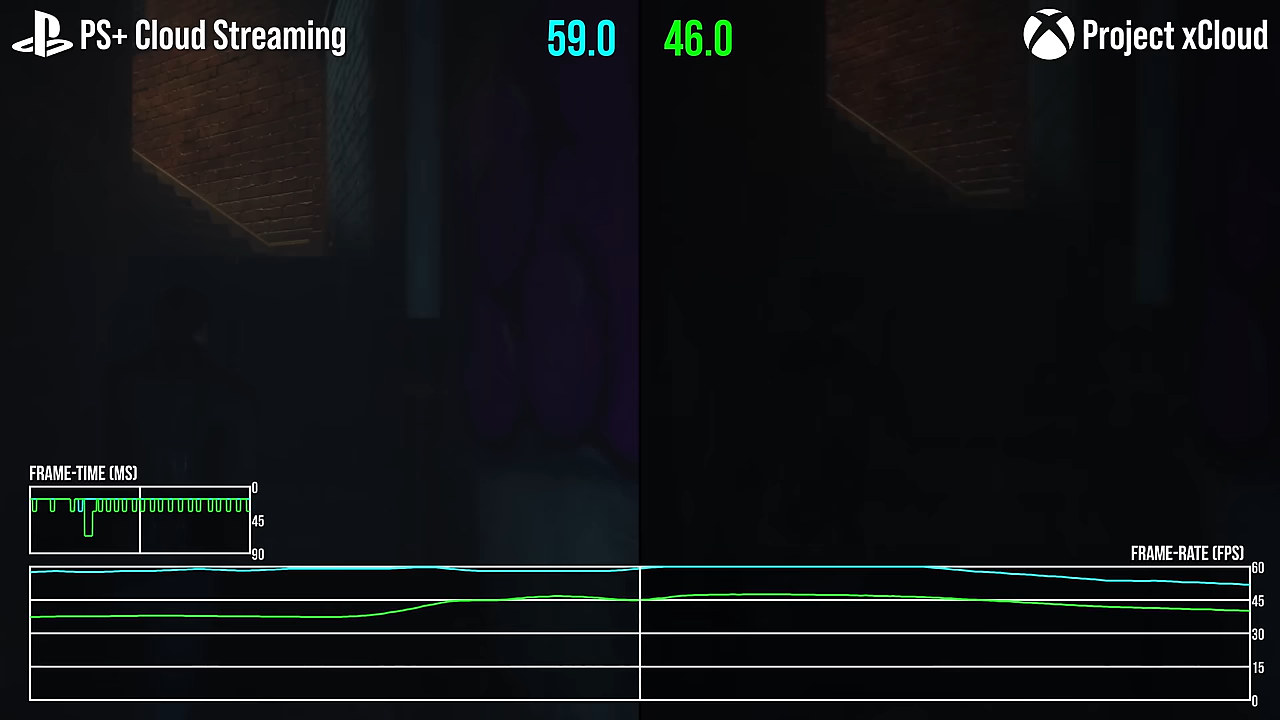 PS+ Cloud Streaming
59.0
46.0
Project xCloud
FRAME-TIME (MS)
0
45
90
FRAME-RATE (FPS)
60
45
30
15
0